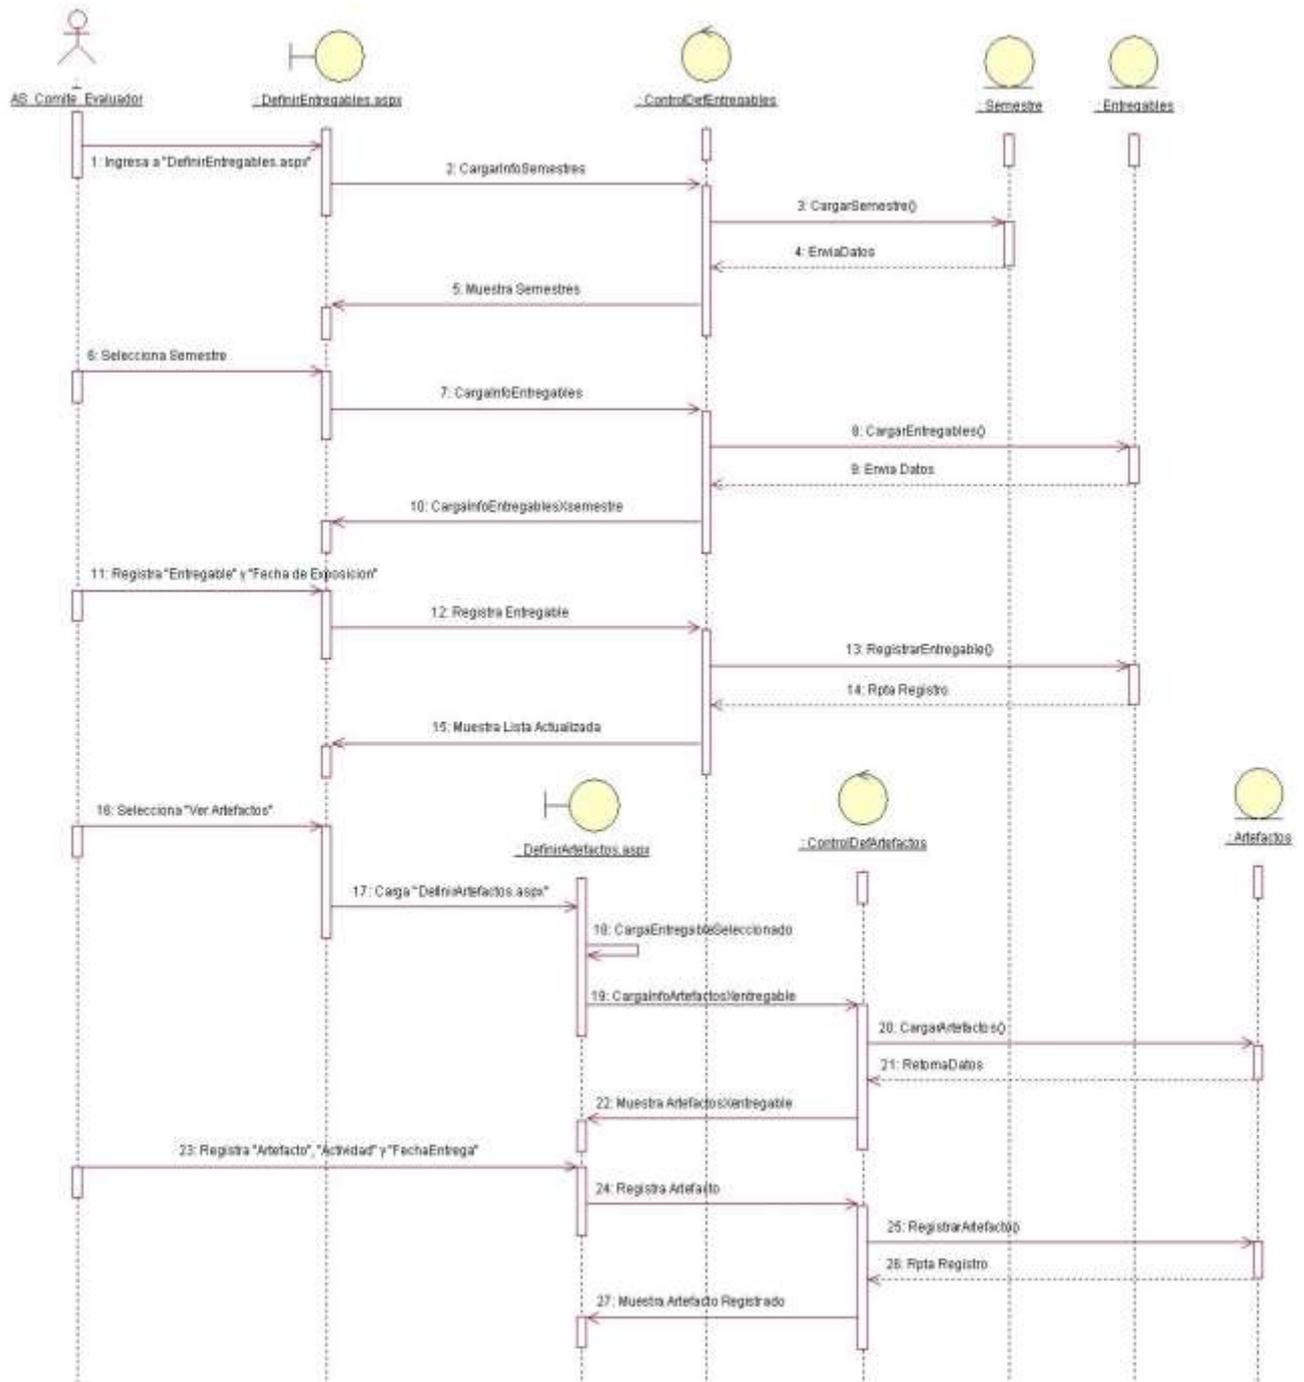 AS_Comite_Evaluador
: DefinirEntregables.aspx
: ControlDefEntregables
: Semestre
: Entregables
1: Ingresa a "DefinirEntregables.aspx"
2: CargarInfoSemestres
3: CargarSemestre()
4: EnviaDatos
5: Muestra Semestres
6: Selecciona Semestre
7: CargaInfoEntregables
8: CargarEntregables()
9: Envia Datos
10: CargaInfoEntregablesXsemestre
11: Registra "Entregable" y "Fecha de Exposicion"
12: Registra Entregable
13: RegistrarEntregable()
14: Rpta Registro
15: Muestra Lista Actualizada
16: Selecciona "Ver Artefactos"
: DefinirArtefactos.aspx
: ControlDefArtefactos
: Artefactos
17: Carga "DefinirArtefactos.aspx"
18: CargaEntregableSeleccionado
19: CargaInfoArtefactosXentregable
20: CargarArtefactos()
21: RetornaDatos
22: Muestra ArtefactosXentregable
23: Registra "Artefacto", "Actividad" y "FechaEntrega"
24: Registra Artefacto
25: RegistrarArtefacto()
26: Rpta Registro
27: Muestra Artefacto Registrado